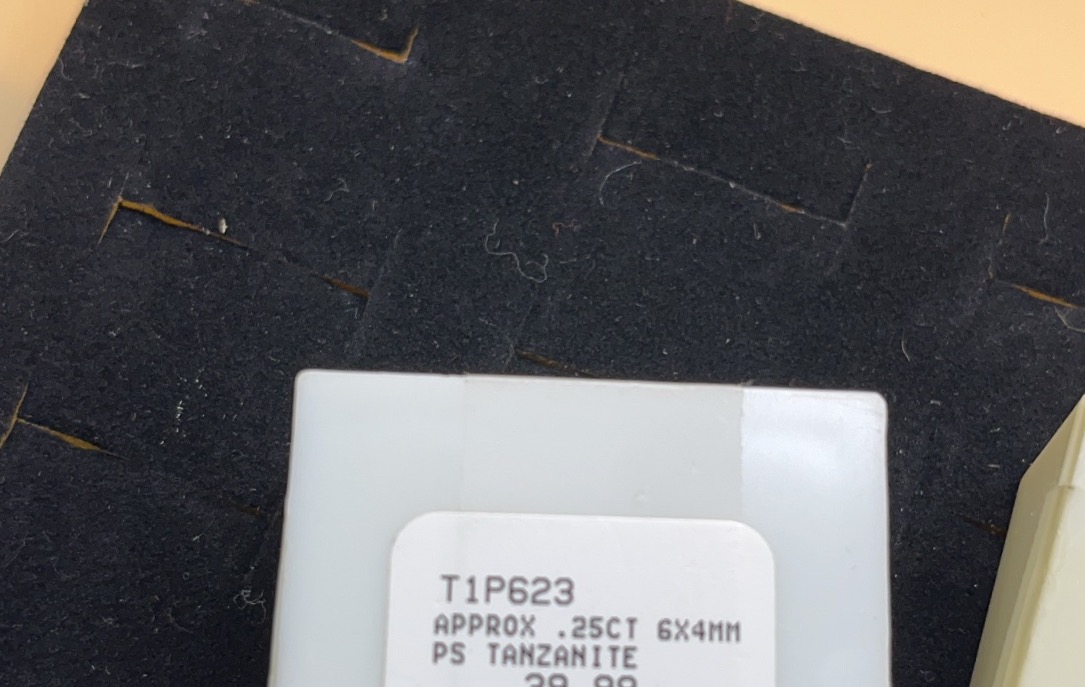 T1P623
APPROX .25CT 6X4MM
PS TANZANITE